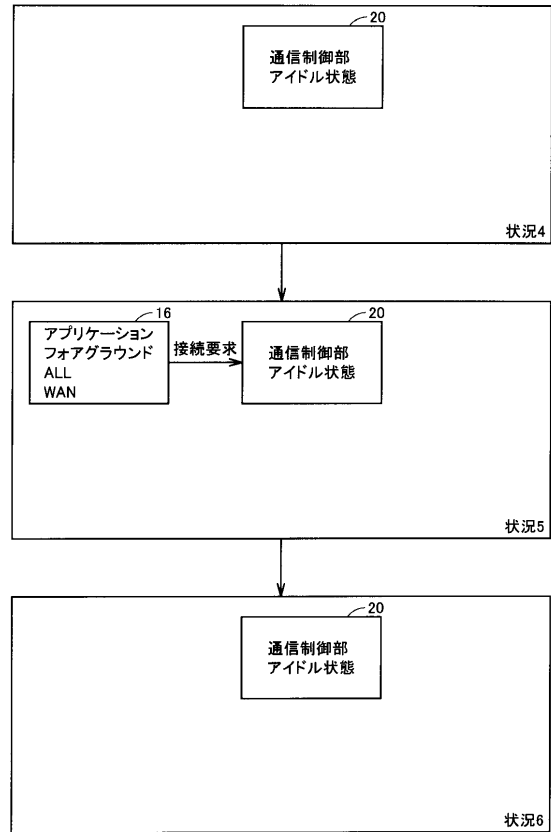 20
通信制御部
アイドル状態
状況4
16
アプリケーション
フォアグラウンド
ALL
WAN
接続要求
20
通信制御部
アイドル状態
状況5
20
通信制御部
アイドル状態
状況6